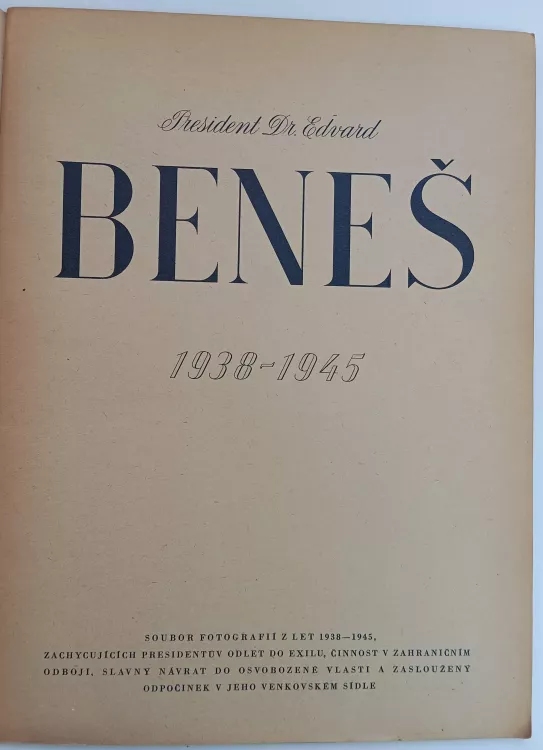 President Dr. Edvard
BENEŠ
1938-1945
SOUBOR FOTOGRAFIÍ Z LET 1938—1945,
ZACHYCUJÍCÍCH PRESIDENTŮV ODLET DO EXILU, ČINNOST V ZAHRANIČNÍM
ODBOJI, SLAVNÝ NÁVRAT DO OSVOBOZENÉ VLASTI A ZASLOUŽENÝ
ODPOČINEK V JEHO VENKOVSKÉM SÍDLE